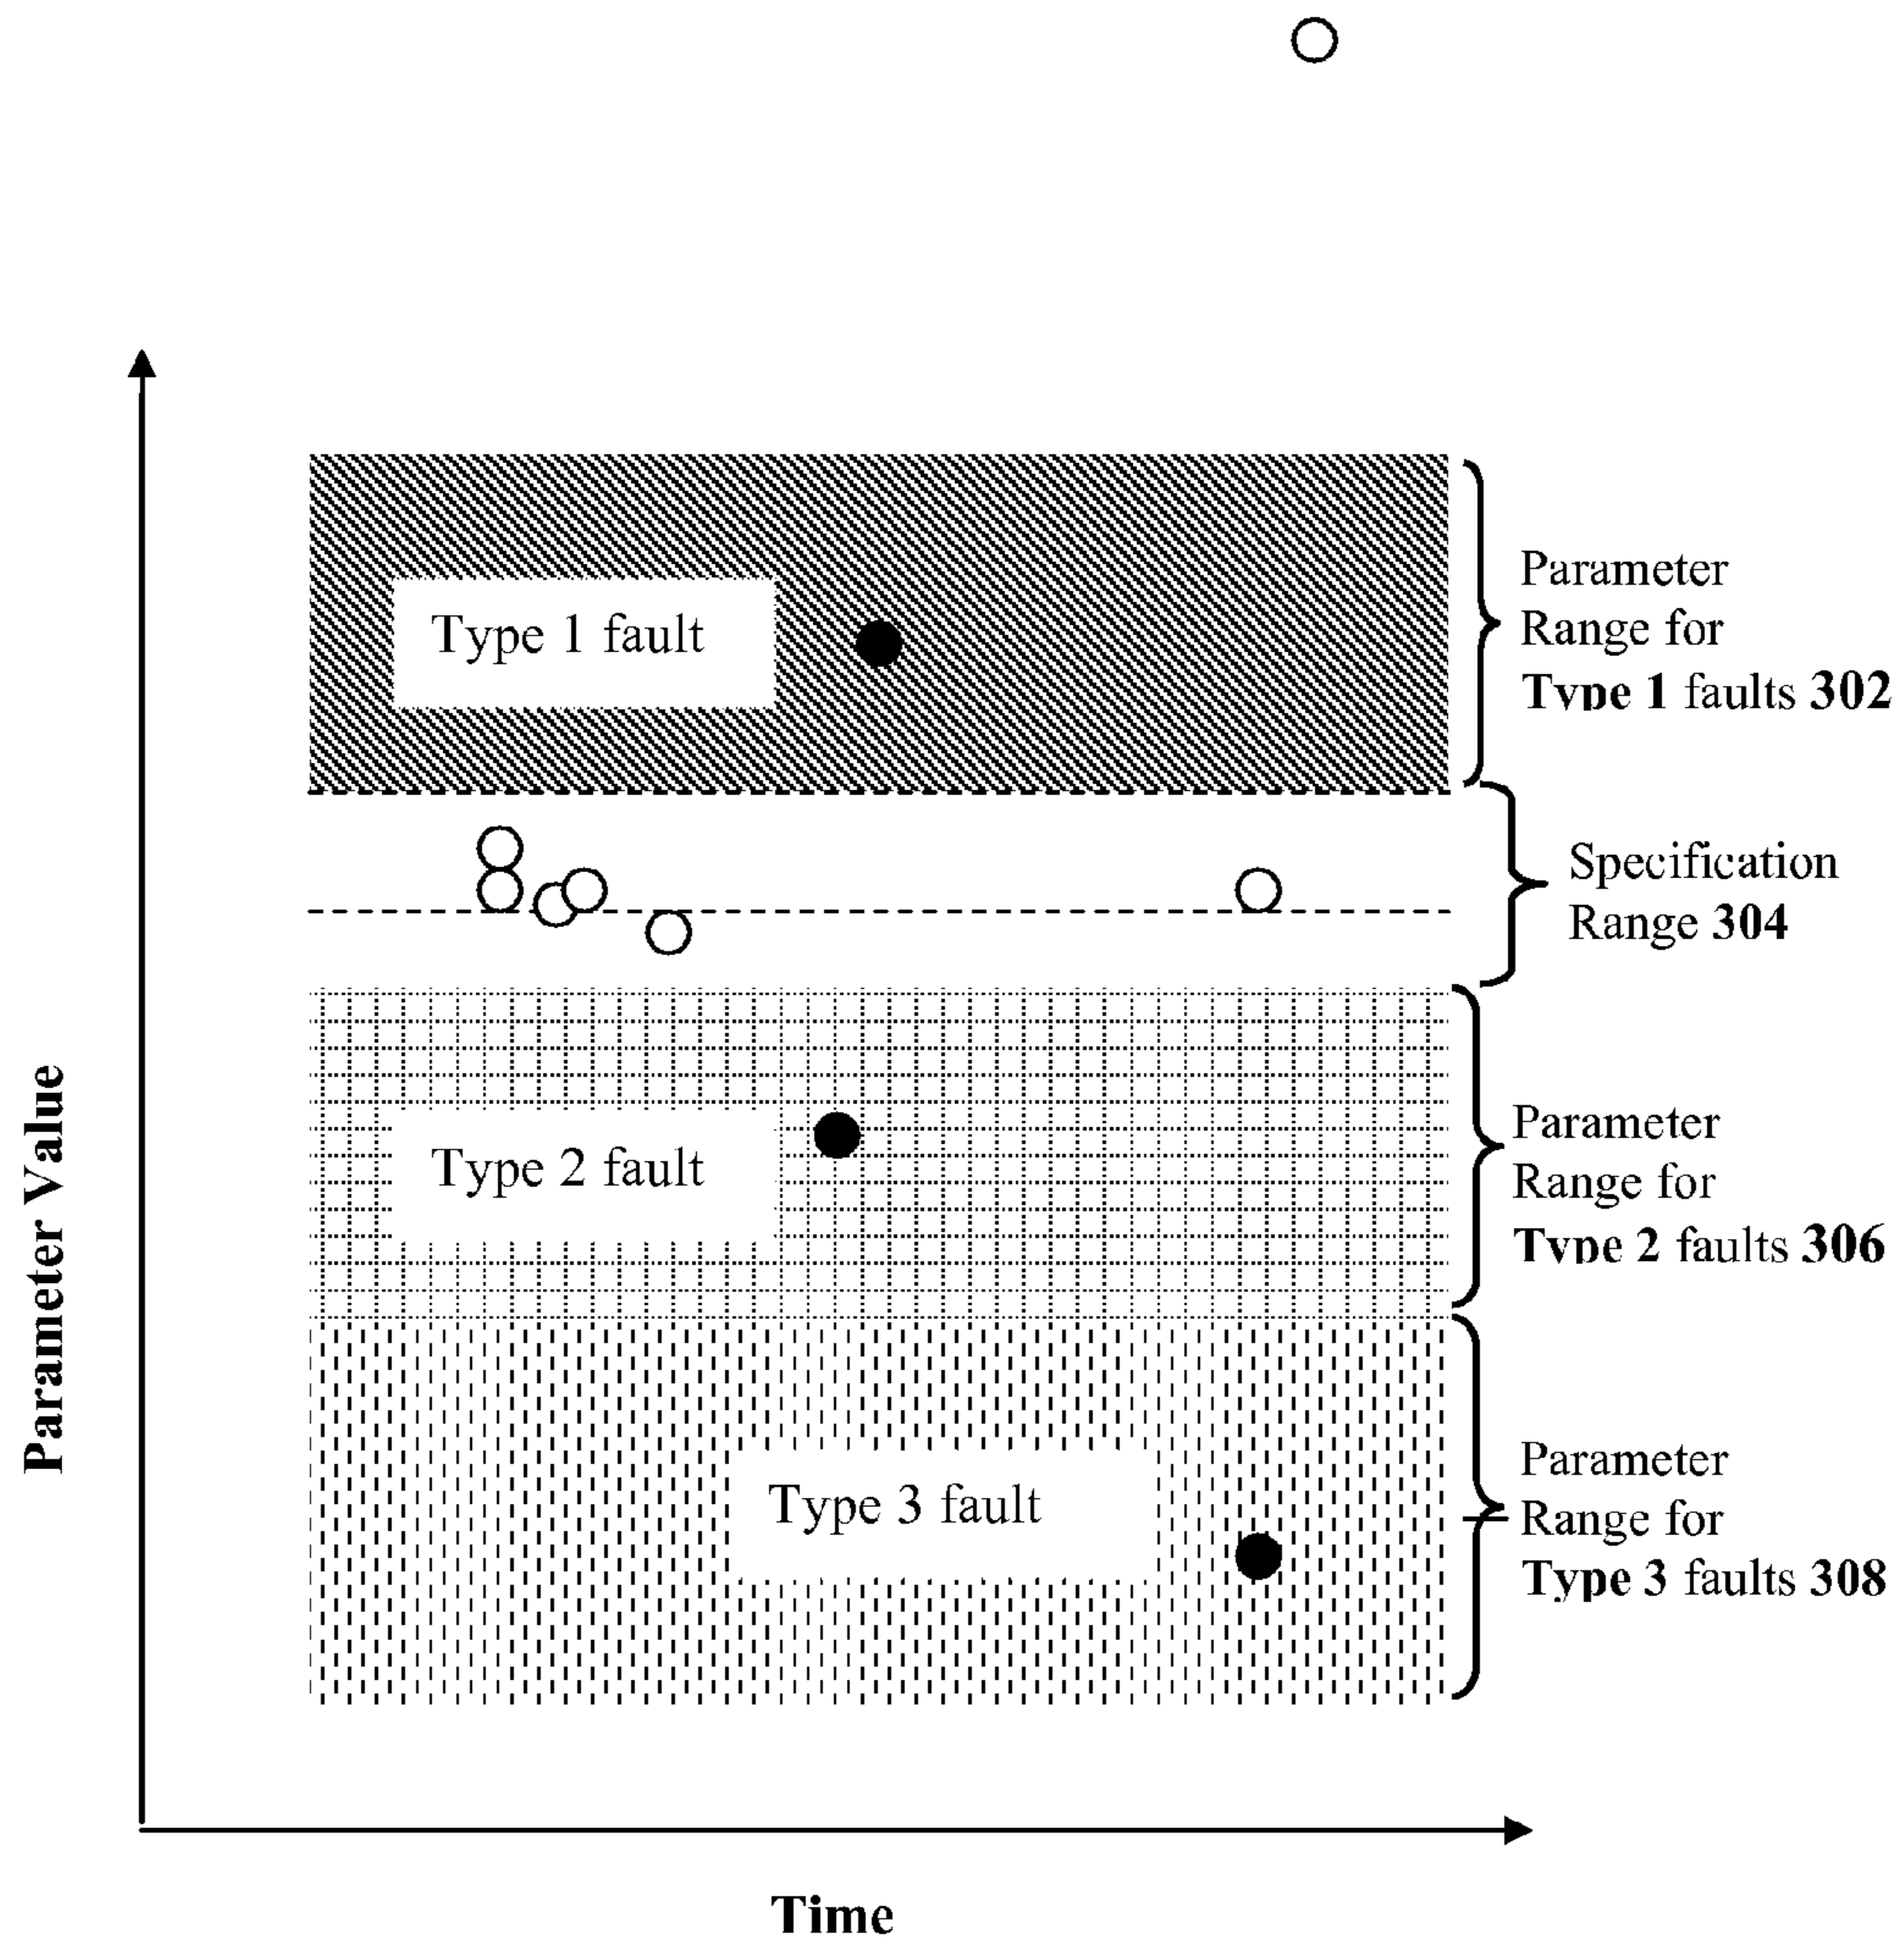 Type 1 fault
Parameter
Range for
Type 1 faults 302
Specification
Range 304
Type 2 fault
Parameter
Range for
Type 2 faults 306
Type 3 fault
Parameter
Range for
Type 3 faults 308
Parameter Value
Time